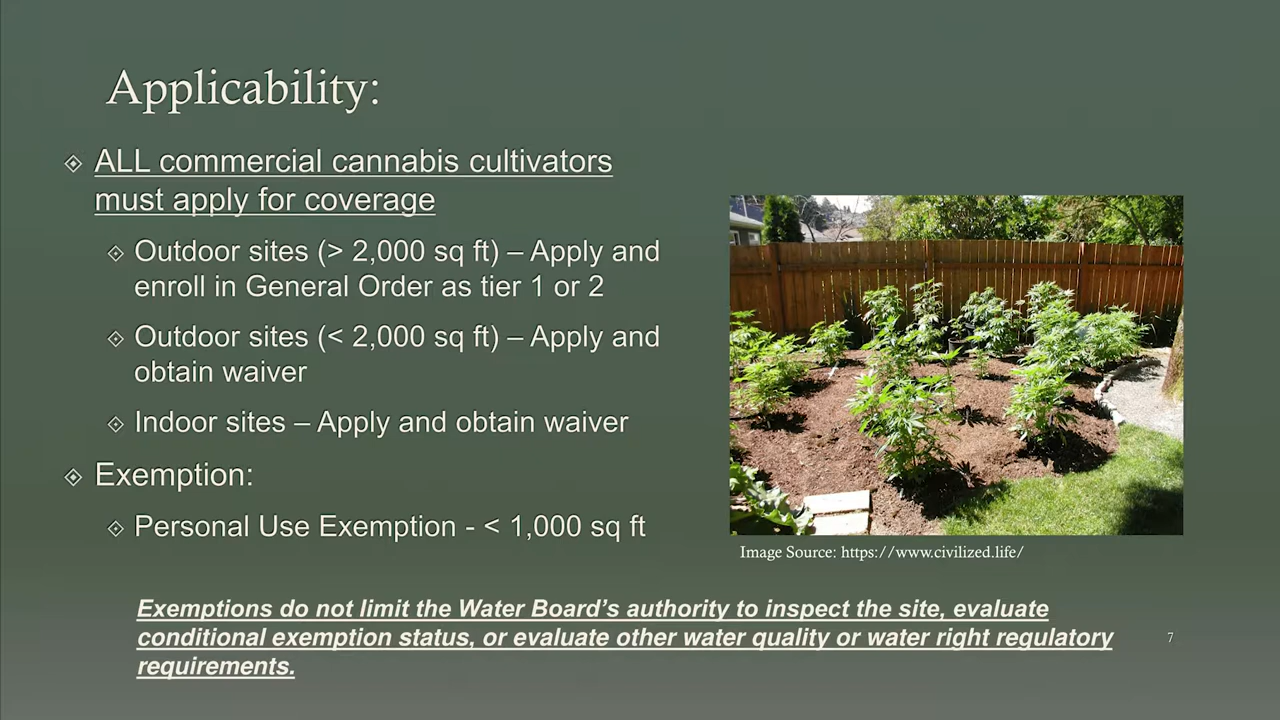 Applicability:
ALL commercial cannabis cultivators
must apply for coverage
Outdoor sites (> 2,000 sq ft) – Apply and
enroll in General Order as tier 1 or 2
Outdoor sites (< 2,000 sq ft) – Apply and
obtain waiver
Indoor sites – Apply and obtain waiver
Exemption:
Personal Use Exemption - < 1,000 sq ft
Image Source: https://www.civilized.life/
Exemptions do not limit the Water Board’s authority to inspect the site, evaluate
conditional exemption status, or evaluate other water quality or water right regulatory
requirements.
7